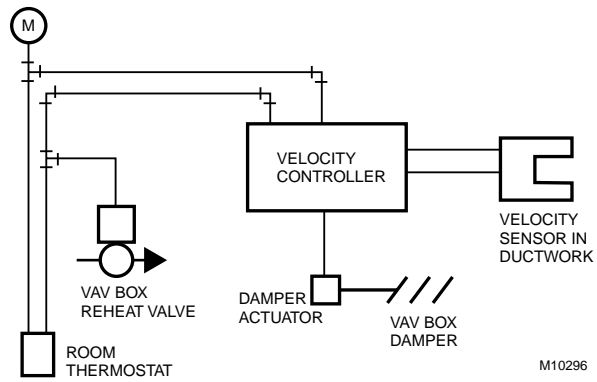 M
VELOCITY
CONTROLLER
VELOCITY
SENSOR IN
DUCTWORK
VAV BOX
REHEAT VALVE
DAMPER
ACTUATOR
VAV BOX
DAMPER
ROOM
THERMOSTAT
M10296